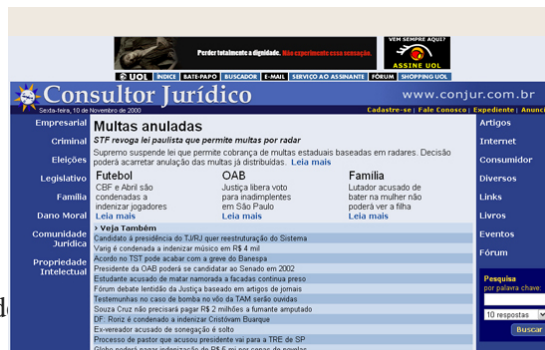 Perder totalmente a dignidade. Não experimente essa sensação.
VEM SEMPRE AQUI?
ASSINE UOL
UOL ÍNDICE BATE-PAPO BUSCADOR E-MAIL SERVIÇO AO ASSINANTE FÓRUM SHOPPING UOL
Consultor Jurídico
www.conjur.com.br
Sexta-feira, 10 de Novembro de 2000
Cadastre-se | Fale Conosco | Expediente | Anunci
Empresarial
Criminal
Eleições
Legislativo
Família
Dano Moral
Comunidade
Jurídica
Propriedade
Intelectual
Multas anuladas
STF revoga lei paulista que permite multas por radar
Supremo suspende lei que permite cobrança de multas estaduais baseadas em radares. Decisão
poderá acarretar anulação das multas já distribuídas. Leia mais
Futebol
CBF e Abril são
condenadas a
indenizar jogadores
Leia mais
OAB
Justiça libera voto
para inadimplentes
em São Paulo
Leia mais
Família
Lutador acusado de
bater na mulher não
poderá ver a filha
Leia mais
› Veja Também
Candidato à presidência do TJ/RJ quer reestruturação do Sistema
Varig é condenada a indenizar músico em R$ 4 mil
Acordo no TST pode acabar com a greve do Banespa
Presidente da OAB poderá se candidatar ao Senado em 2002
Estudante acusado de matar namorada a facadas continua preso
Fórum debate lentidão da Justiça baseado em artigos de jornais
Testemunhas no caso de bomba no vôo da TAM serão ouvidas
Souza Cruz não precisará pagar R$ 2 milhões a fumante amputado
DF: Roriz é condenado a indenizar Cristóvam Buarque
Ex-vereador acusado de sonegação é solto
Processo de pastor que acusou presidente vai para a TRE de SP
Artigos
Internet
Consumidor
Diversos
Links
Livros
Eventos
Fórum
Pesquisa
por palavra chave:
10 respostas
Buscar